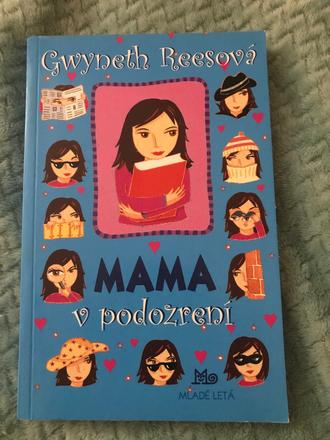 Gwyneth Reesová
MAMA
v podozrení
MLADÉ LETÁ